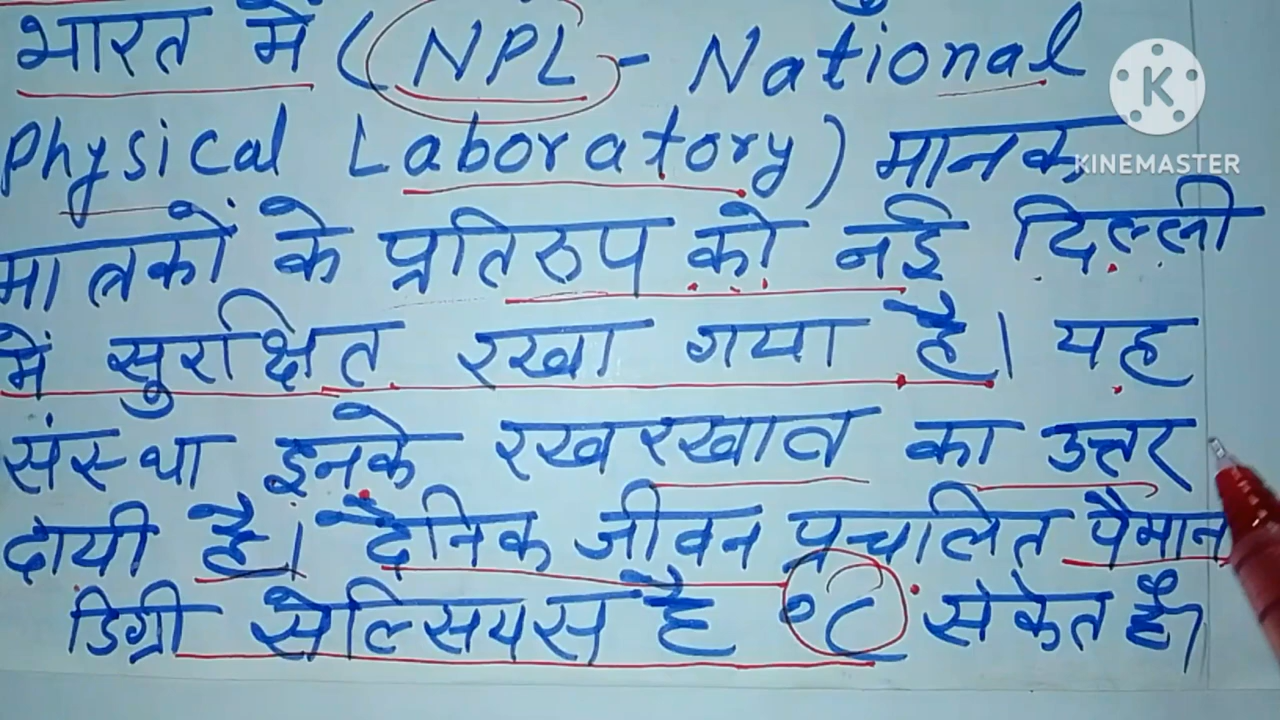 भारत में (NPL - National
Physical Laboratory) मानक
मात्रकों के प्रतिरुप को नई दिल्ली
में सुरक्षित रखा गया है। यह
संस्था इनके रखरखाव का उत्तर
दायी है। दैनिक जीवन प्रचलित पैमान
डिग्री सेल्सियस है °C संकेत है।
K
KINEMASTER